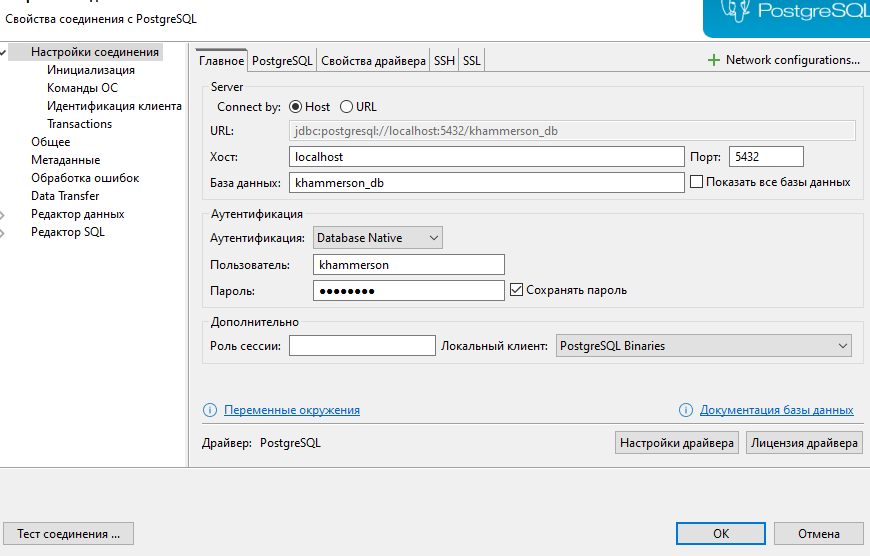 Свойства соединения с PostgreSQL
PostgreSQL
Настройки соединения
Инициализация
Команды ОС
Идентификация клиента
Transactions
Общее
Метаданные
Обработка ошибок
Data Transfer
Редактор данных
Редактор SQL
Главное PostgreSQL Свойства драйвера SSH SSL
Network configurations...
Server
Connect by: Host URL
URL: jdbc:postgresql://localhost:5432/khammerson_db
Хост: localhost Порт: 5432
База данных: khammerson_db Показать все базы данных
Аутентификация
Аутентификация: Database Native
Пользователь: khammerson
Пароль: ●●●●●●●● Сохранять пароль
Дополнительно
Роль сессии: Локальный клиент: PostgreSQL Binaries
Переменные окружения Документация базы данных
Драйвер: PostgreSQL Настройки драйвера Лицензия драйвера
Тест соединения ... ОК Отмена